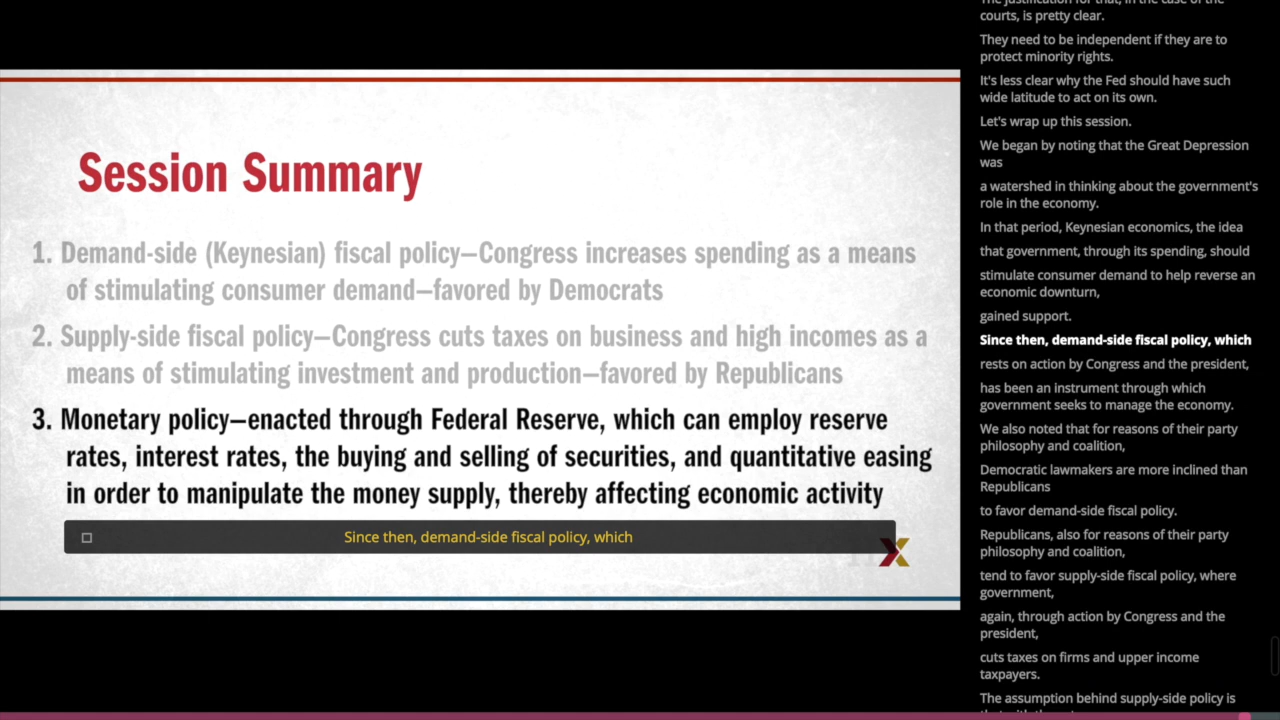 Session Summary
1. Demand-side (Keynesian) fiscal policy—Congress increases spending as a means
of stimulating consumer demand—favored by Democrats
2. Supply-side fiscal policy—Congress cuts taxes on business and high incomes as a
means of stimulating investment and production—favored by Republicans
3. Monetary policy—enacted through Federal Reserve, which can employ reserve
rates, interest rates, the buying and selling of securities, and quantitative easing
in order to manipulate the money supply, thereby affecting economic activity
Since then, demand-side fiscal policy, which
The justification for that, in the case of the
courts, is pretty clear.
They need to be independent if they are to
protect minority rights.
It's less clear why the Fed should have such
wide latitude to act on its own.
Let's wrap up this session.
We began by noting that the Great Depression
was
a watershed in thinking about the government's
role in the economy.
In that period, Keynesian economics, the idea
that government, through its spending, should
stimulate consumer demand to help reverse an
economic downturn,
gained support.
Since then, demand-side fiscal policy, which
rests on action by Congress and the president,
has been an instrument through which
government seeks to manage the economy.
We also noted that for reasons of their party
philosophy and coalition,
Democratic lawmakers are more inclined than
Republicans
to favor demand-side fiscal policy.
Republicans, also for reasons of their party
philosophy and coalition,
tend to favor supply-side fiscal policy, where
government,
again, through action by Congress and the
president,
cuts taxes on firms and upper income
taxpayers.
The assumption behind supply-side policy is